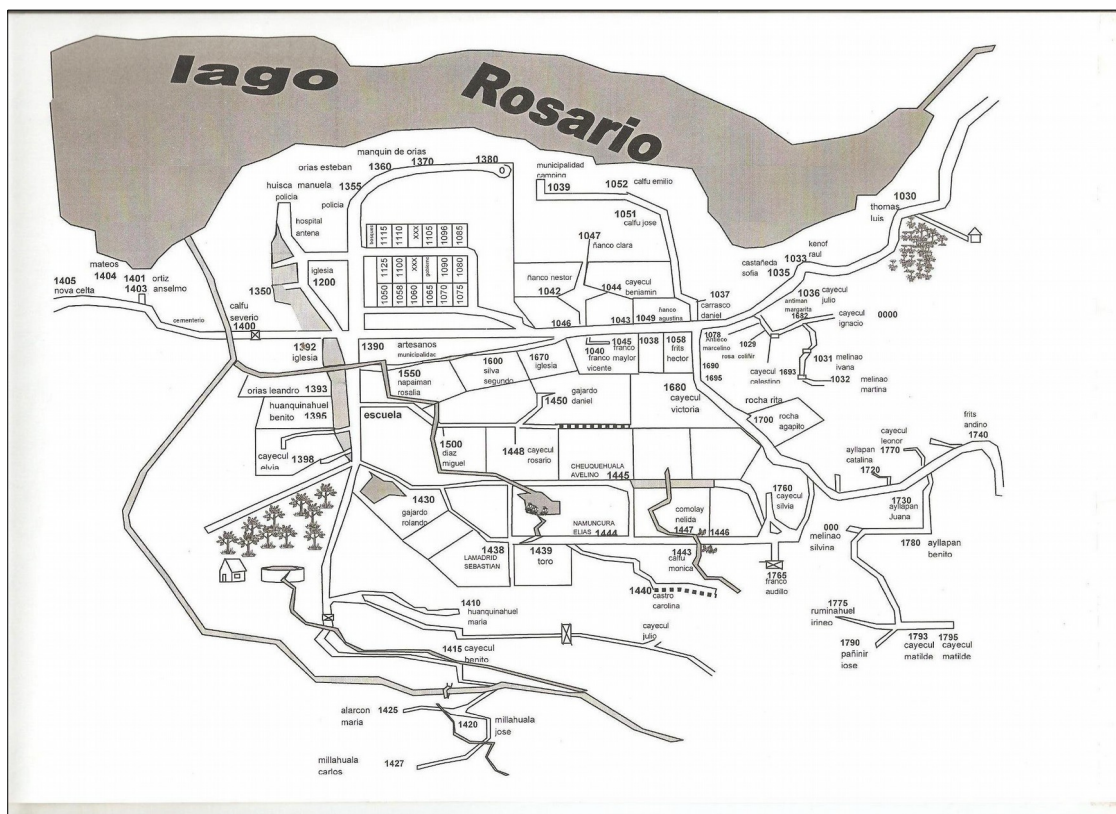 lago
Rosario
manquin de orias
orias esteban
1360
1370
1380
huisca manuela
policia
policia
1355
hospital
antena
municipalidad
camping
1039
1052
calfu emilio
1051
calfu jose
1047
ñanco clara
1030
thomas
luis
kenof
raul
1033
castañeda
sofia
1035
1115
1110
XXX
1105
1096
1085
1125
1100
XXX
1090
1080
1050
1058
1060
1065
1070
1075
iglesia
1200
1350
mateos
1404
1405
nova celta
1401
1403
ortiz
anselmo
cementerio
calfu
severio
1400
ñanco nestor
1042
1044
cayecul
benjamin
1046
1043
1049
ñanco
agustina
1037
carrasco
daniel
1036
cayecul
julio
antiman
margarita
1682
cayecul
ignacio
0000
1392
iglesia
1390
artesanos
municipalidac
1600
silva
segundo
1670
iglesia
1040
1045
franco
maylor
franco
vicente
1038
1058
frits
hector
1078
Antieco
marcelino
1029
rosa coliñir
1690
1695
cayecul
celestino
1693
1031
melinao
ivana
1032
melinao
martina
1550
napaiman
rosalia
orias leandro
1393
huanquinahuel
benito
1395
escuela
gajardo
daniel
1450
1680
cayecul
victoria
rocha rita
1700
rocha
agapito
cayecul
elvia
1398
1500
diaz
miguel
1448
cayecul
rosario
frits
andino
1740
cayecul
leonor
1770
ayllapan
catalina
1720
CHEUQUEHUALA
AVELINO
1445
1430
gajardo
rolando
1760
cayecul
silvia
1730
ayllapan
Juana
comolay
nelida
1447
1446
NAMUNCURA
ELIAS
1444
000
melinao
silvina
1780
ayllapan
benito
1438
LAMADRID
SEBASTIAN
1439
toro
1443
calfu
monica
1765
franco
audillo
1440
castro
carolina
1410
huanquinahuel
maria
1775
ruminahuel
irineo
cayecul
julio
1790
pañinir
jose
1793
cayecul
matilde
1795
cayecul
matilde
1415
cayecul
benito
alarcon
maria
1425
1420
millahuala
jose
millahuala
carlos
1427